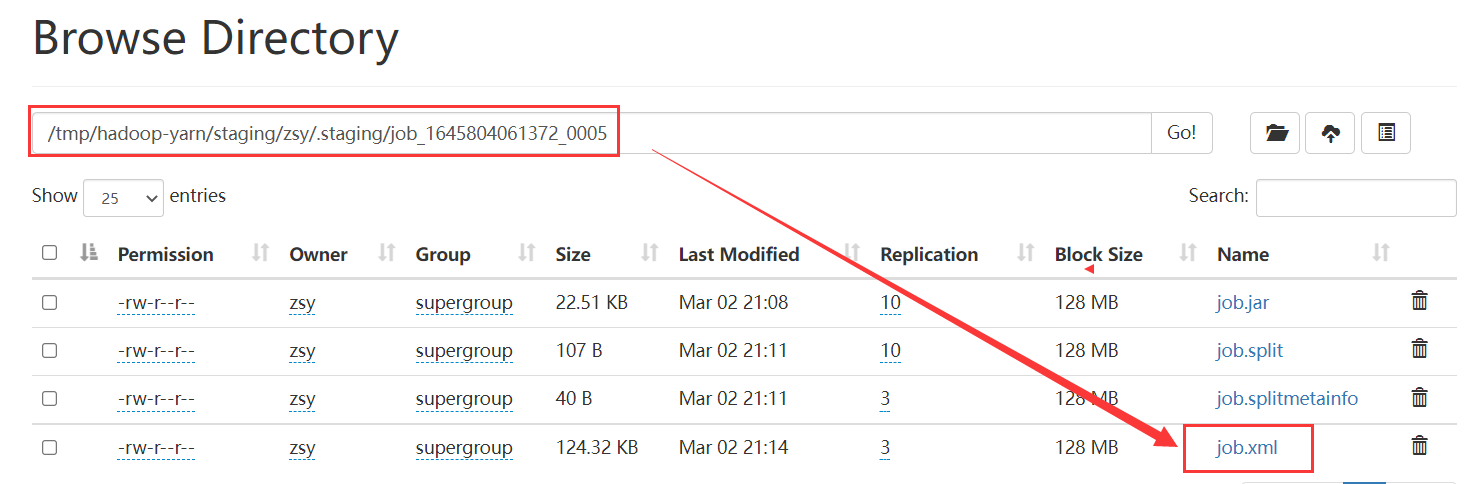 Browse Directory
/tmp/hadoop-yarn/staging/zsy/.staging/job_1645804061372_0005 Go!
Show 25 entries Search:
Permission Owner Group Size Last Modified Replication Block Size Name
-rw-r--r-- zsy supergroup 22.51 KB Mar 02 21:08 10 128 MB job.jar
-rw-r--r-- zsy supergroup 107 B Mar 02 21:11 10 128 MB job.split
-rw-r--r-- zsy supergroup 40 B Mar 02 21:11 3 128 MB job.splitmetainfo
-rw-r--r-- zsy supergroup 124.32 KB Mar 02 21:14 3 128 MB job.xml